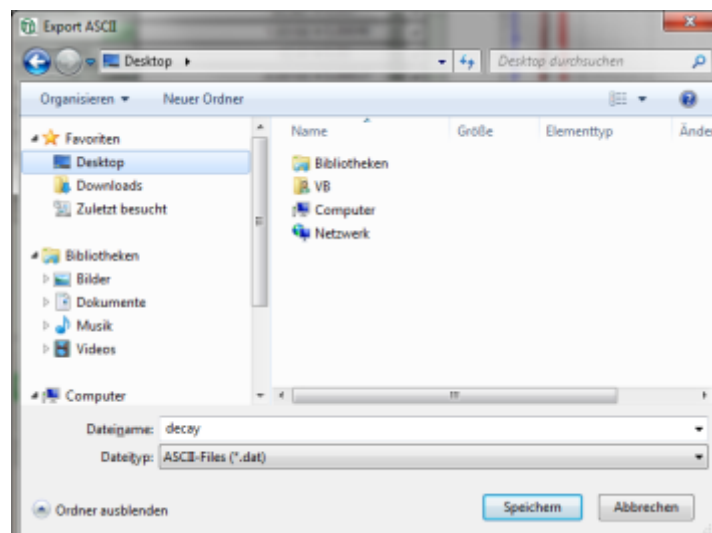 Export ASCII
Desktop
Desktop durchsuchen
Organisieren Neuer Ordner
Favoriten
Desktop
Downloads
Zuletzt besucht
Bibliotheken
Bilder
Dokumente
Musik
Videos
Computer
Name Größe Elementtyp Änder
Bibliotheken
VB
Computer
Netzwerk
Dateiname: decay
Dateityp: ASCII-Files (*.dat)
Ordner ausblenden Speichern Abbrechen